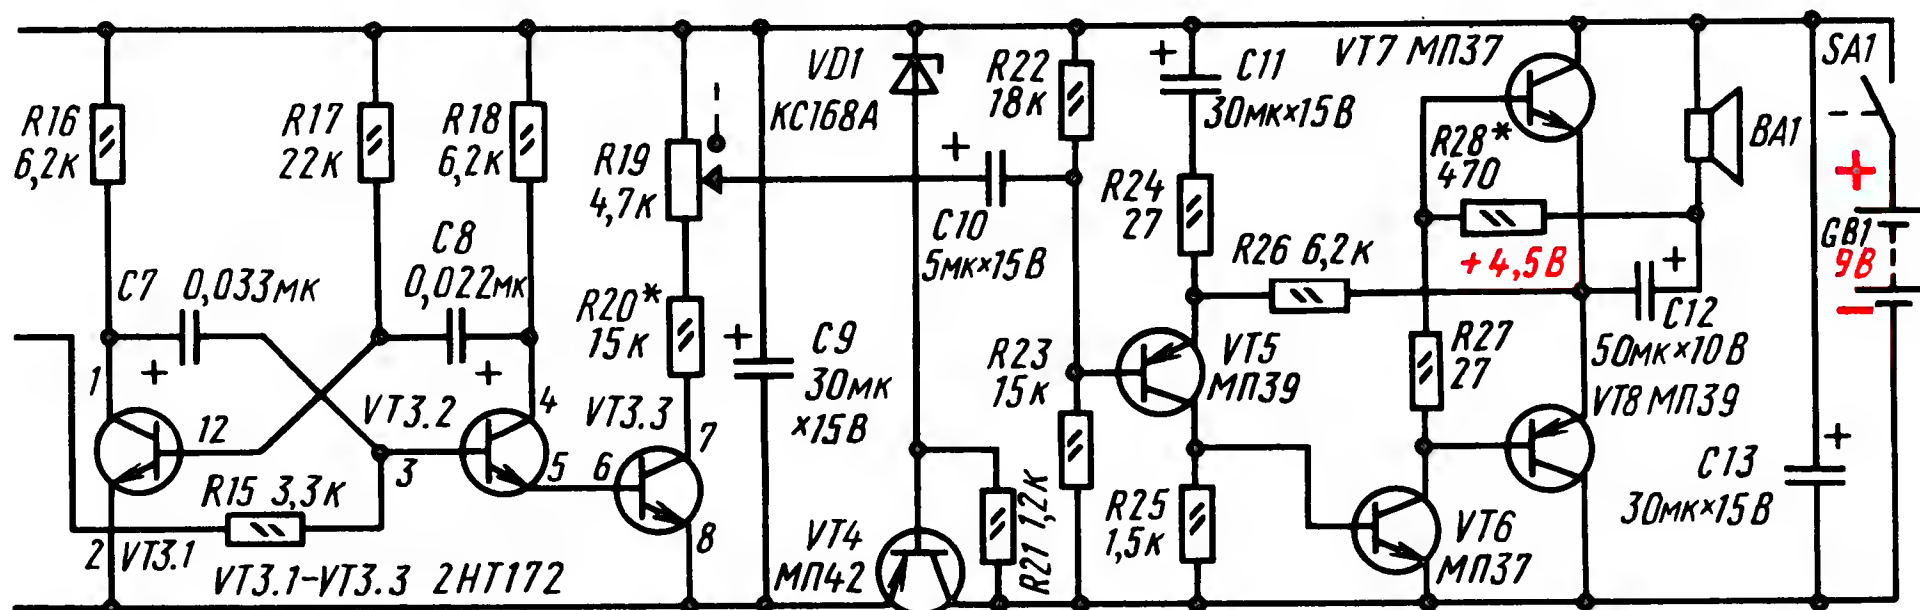 R16
6,2к
R17
22к
R18
6,2к
R19
4,7к
VD1
КС168А
R22
18к
C11
30мк×15В
VT7 МП37
R28*
470
BA1
SA1
+
GB1
9В
−
C7 0,033мк
C8
0,022мк
R20*
15к
C10
5мк×15В
+
R24
27
R26 6,2к
+4,5В
+
C12
50мк×10В
+
+
+
+
C9
30мк
×15В
R23
15к
VT5
МП39
R27
27
VT8 МП39
1
12
VT3.2
4
3
5
VT3.3
6
7
8
R15 3,3к
2
VT3.1
VT3.1-VT3.3 2НТ172
VT4
МП42
R21 1,2к
R25
1,5к
VT6
МП37
C13
30мк×15В
+